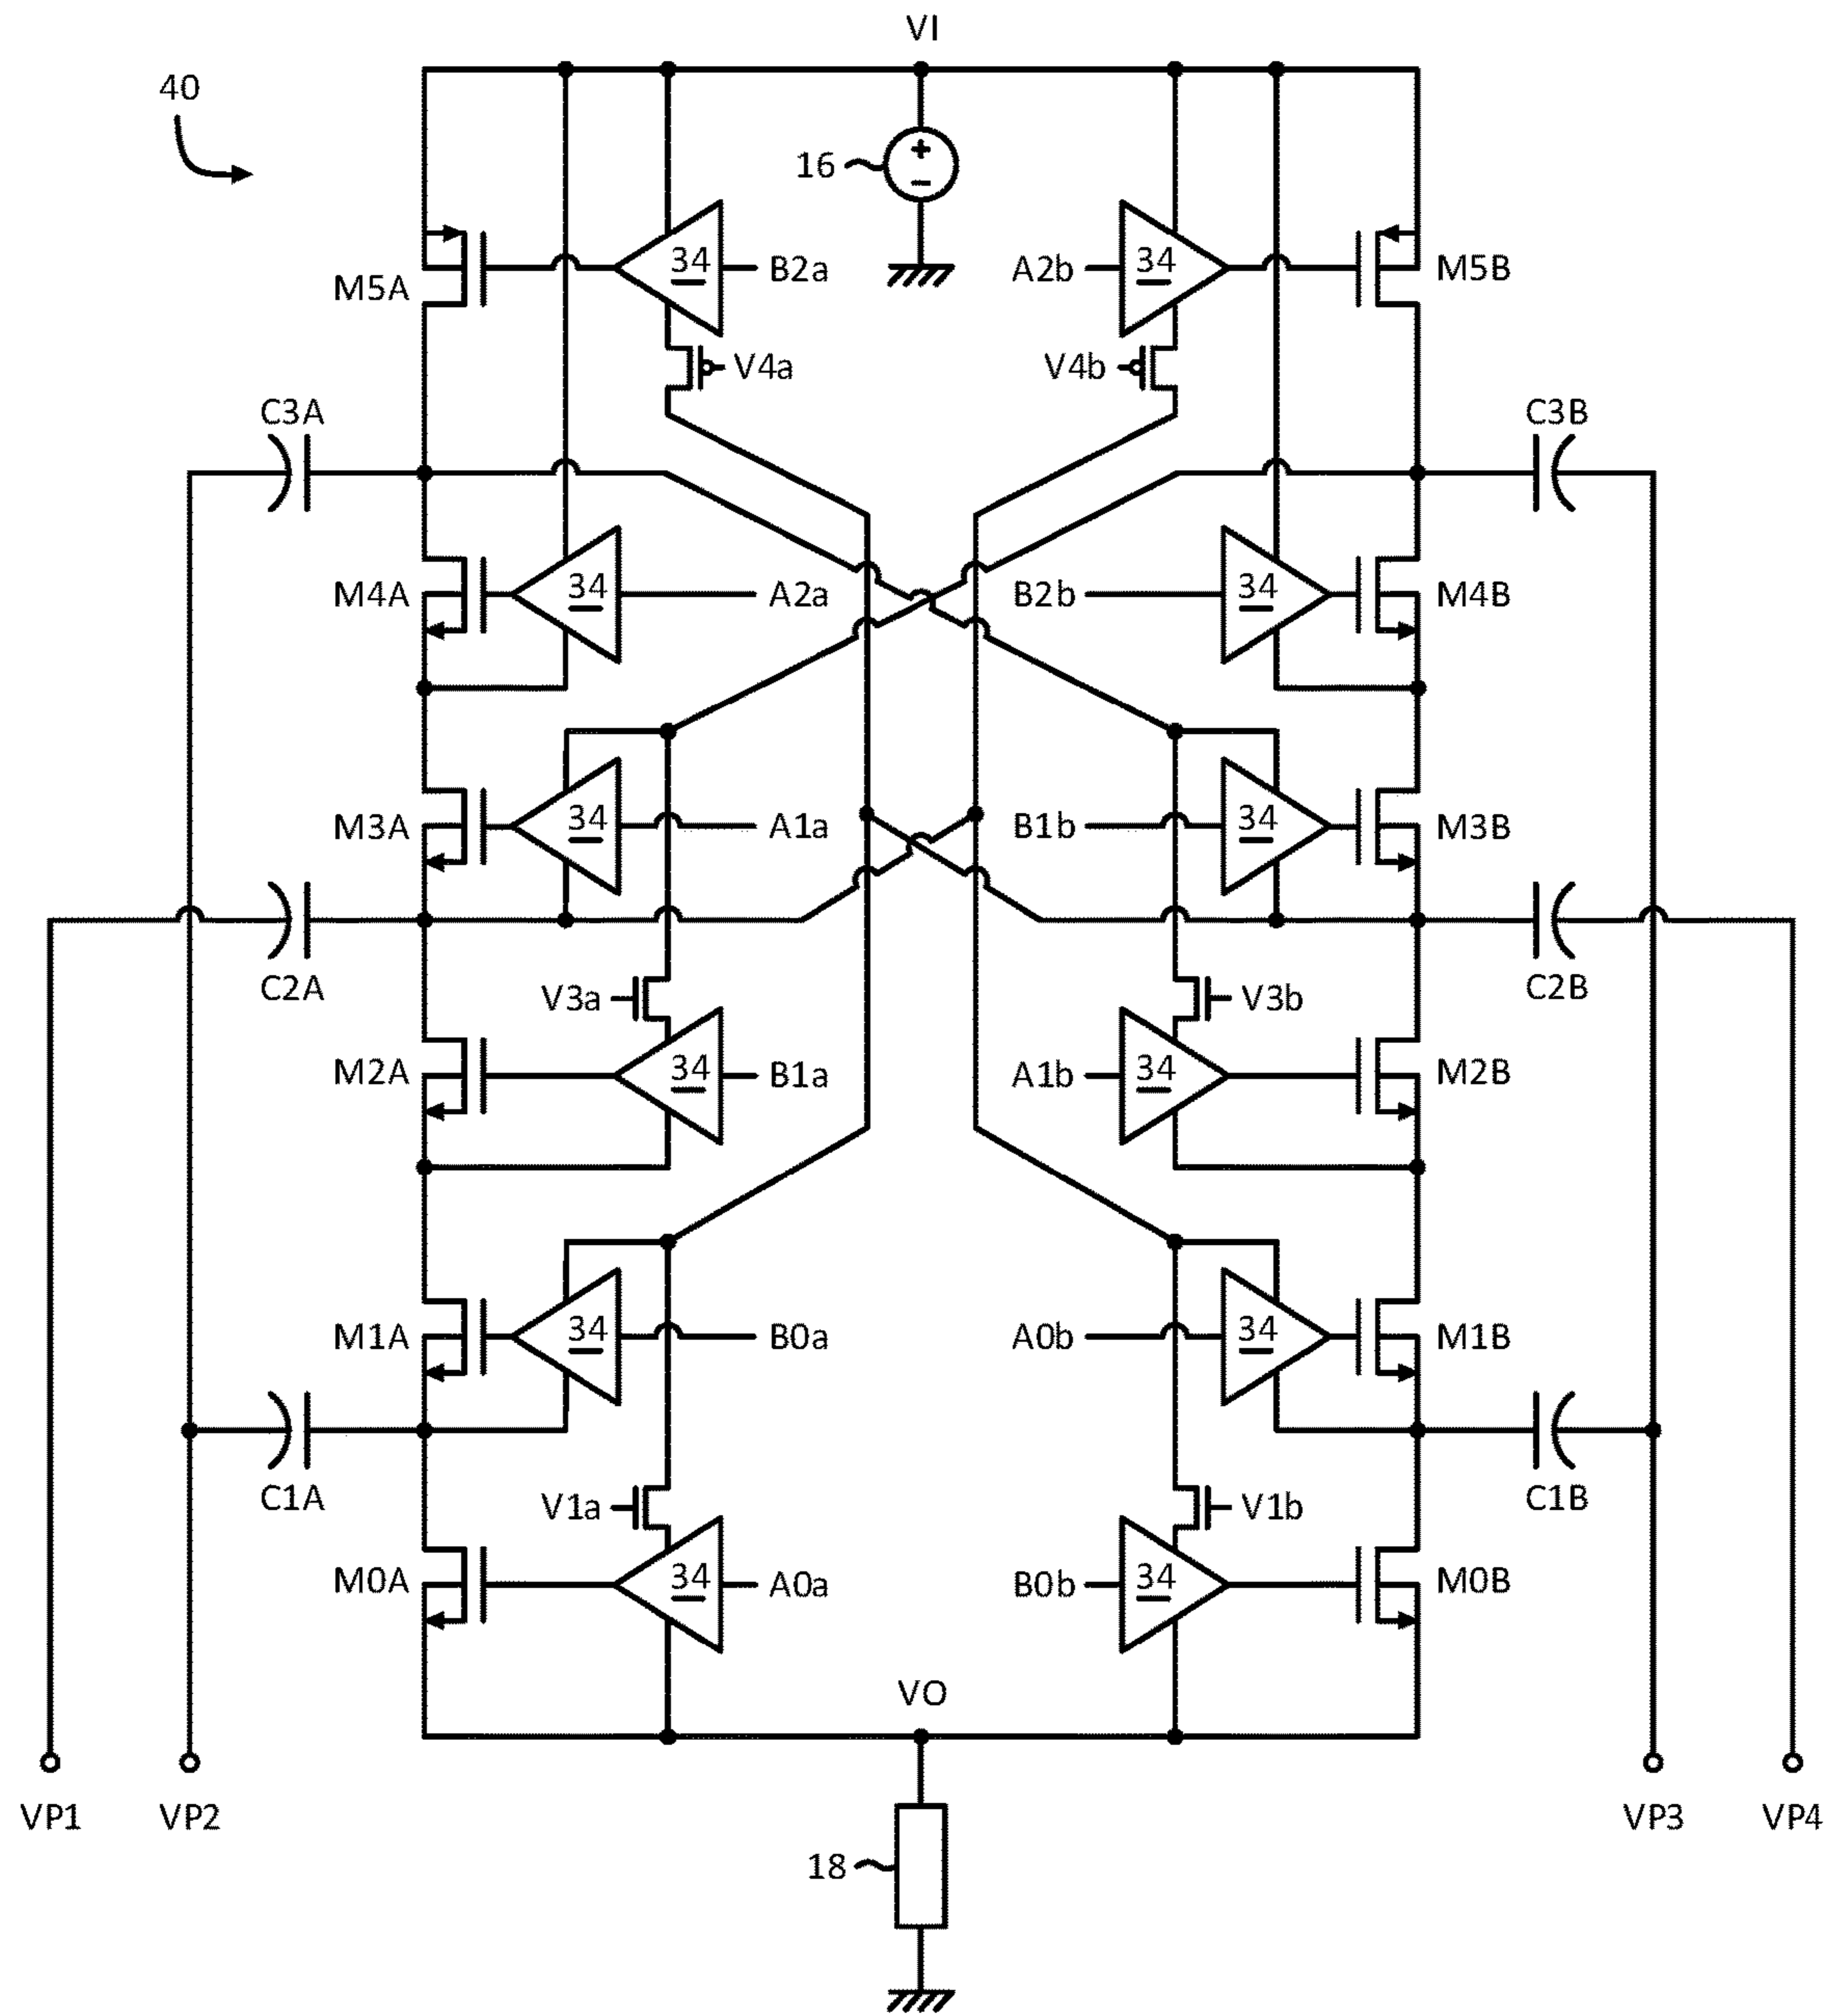 VI
40
16
+
−
34
34
M5A
B2a
A2b
M5B
V4a
V4b
C3A
C3B
34
34
M4A
A2a
B2b
M4B
34
34
M3A
A1a
B1b
M3B
C2A
V3a
V3b
C2B
34
34
M2A
B1a
A1b
M2B
34
34
M1A
B0a
A0b
M1B
C1A
V1a
V1b
C1B
34
34
M0A
A0a
B0b
M0B
VO
VP1
VP2
18
VP3
VP4